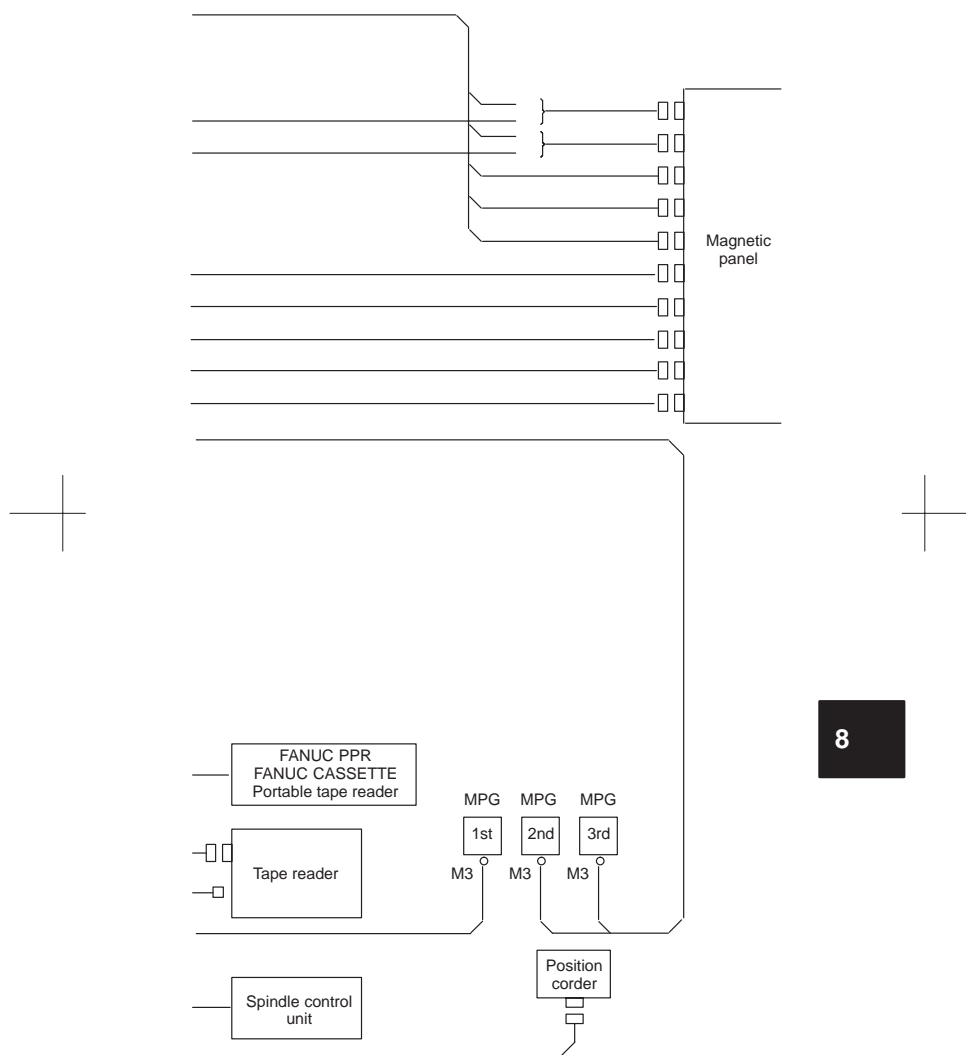 Magnetic
panel
8
FANUC PPR
FANUC CASSETTE
Portable tape reader
MPG MPG MPG
1st 2nd 3rd
M3 M3 M3
Tape reader
Position
corder
Spindle control
unit